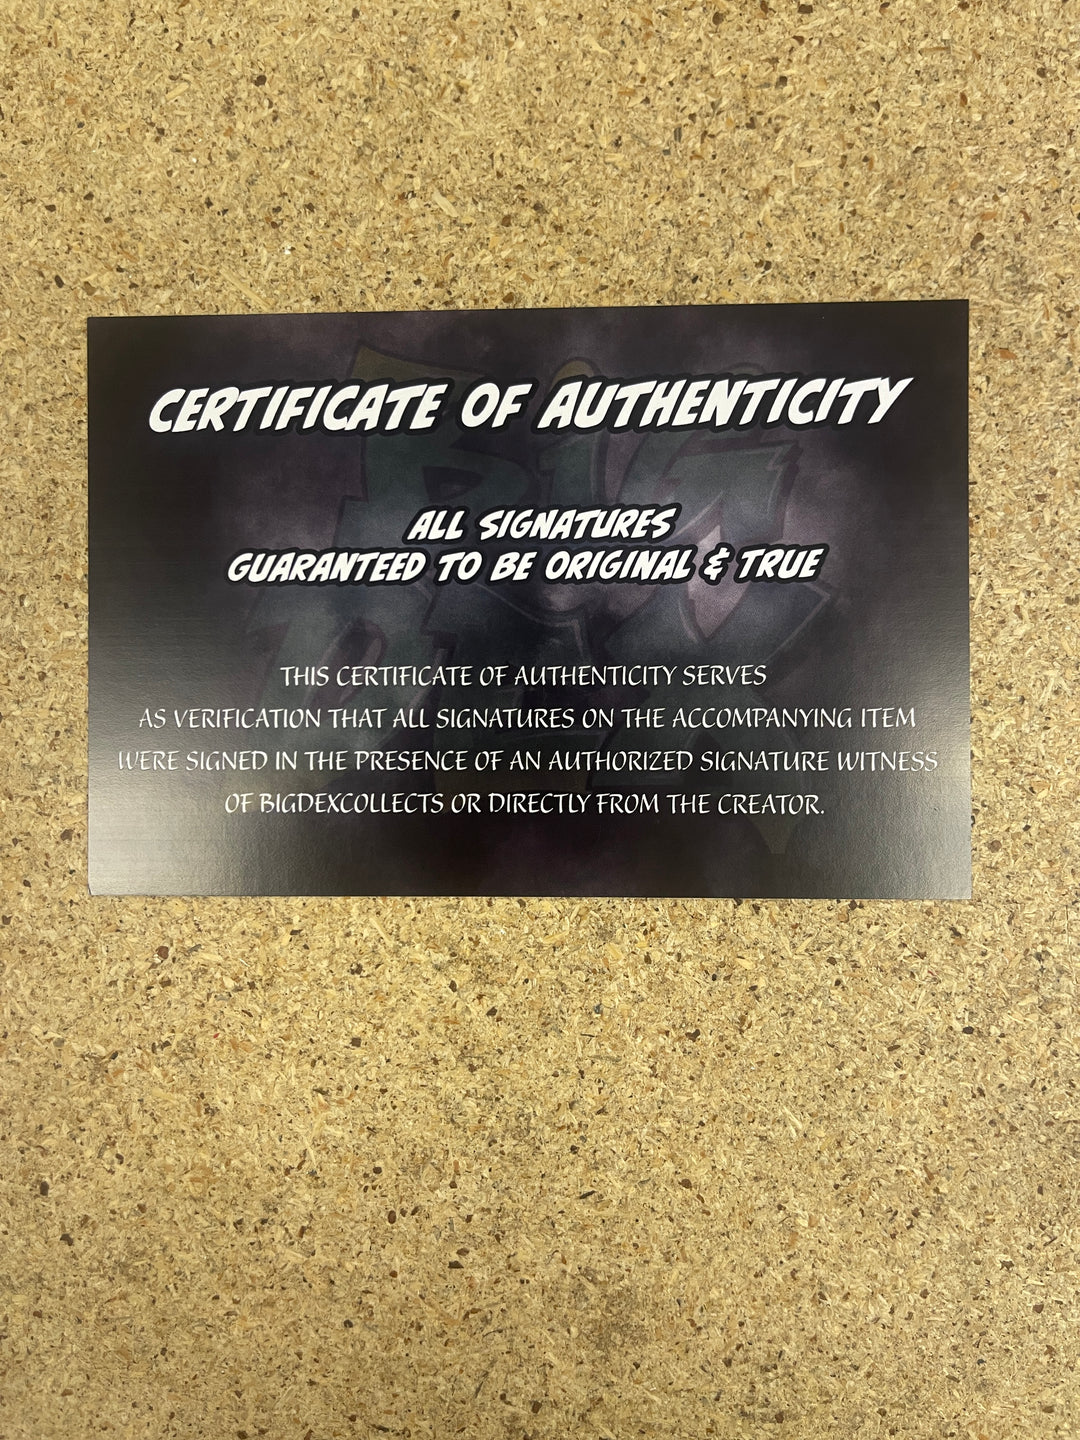 CERTIFICATE OF AUTHENTICITY
ALL SIGNATURES
GUARANTEED TO BE ORIGINAL & TRUE
THIS CERTIFICATE OF AUTHENTICITY SERVES
AS VERIFICATION THAT ALL SIGNATURES ON THE ACCOMPANYING ITEM
WERE SIGNED IN THE PRESENCE OF AN AUTHORIZED SIGNATURE WITNESS
OF BIGDEXCOLLECTS OR DIRECTLY FROM THE CREATOR.